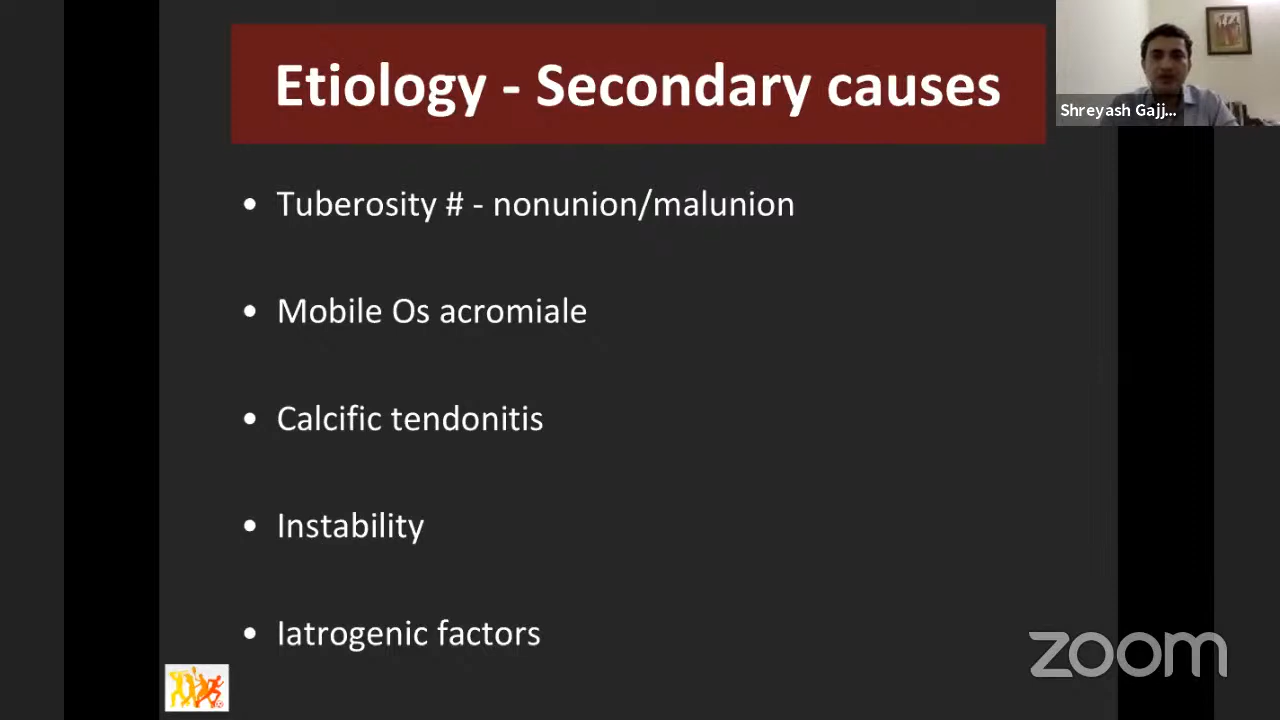 Etiology - Secondary causes
Shreyash Gajj...
• Tuberosity # - nonunion/malunion
• Mobile Os acromiale
• Calcific tendonitis
• Instability
• Iatrogenic factors
zoom